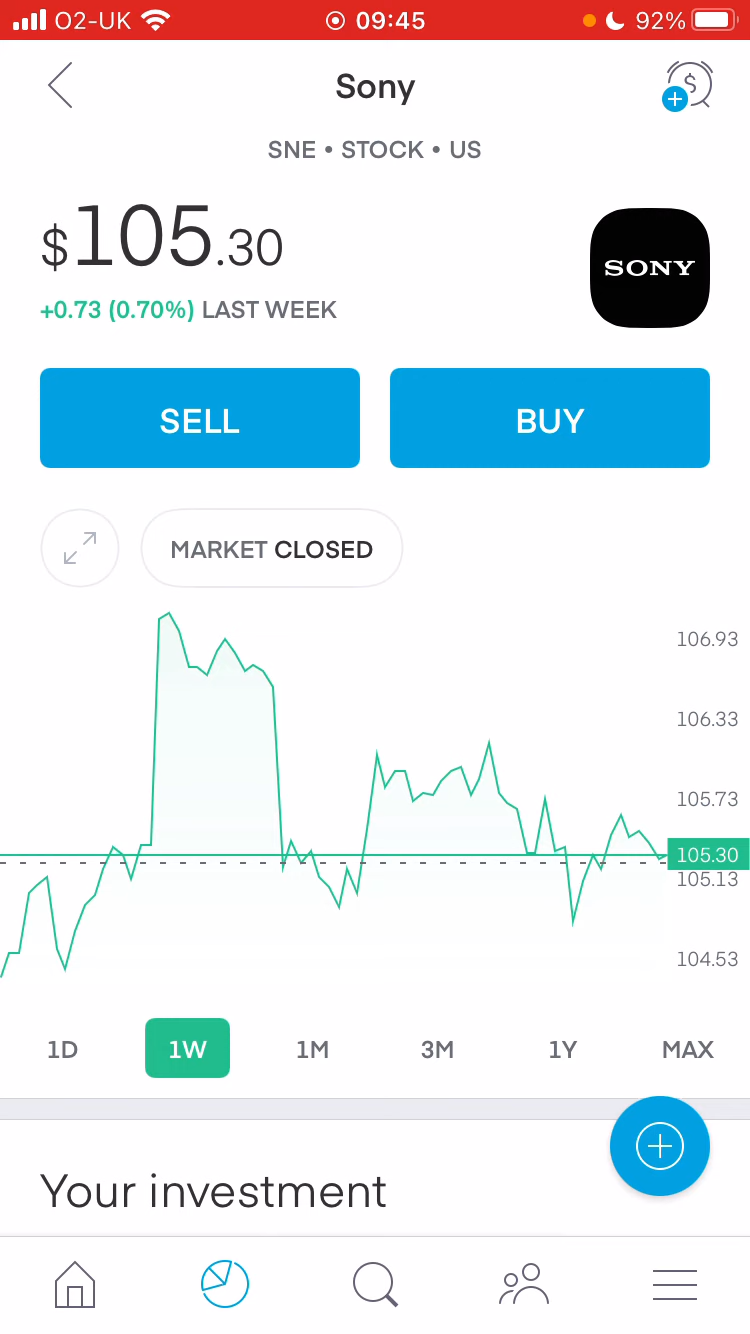 O2-UK 09:45 92%
Sony
$
SNE • STOCK • US
$105.30
SONY
+0.73 (0.70%) LAST WEEK
SELL BUY
MARKET CLOSED
106.93
106.33
105.73
105.30
105.13
104.53
1D 1W 1M 3M 1Y MAX
Your investment